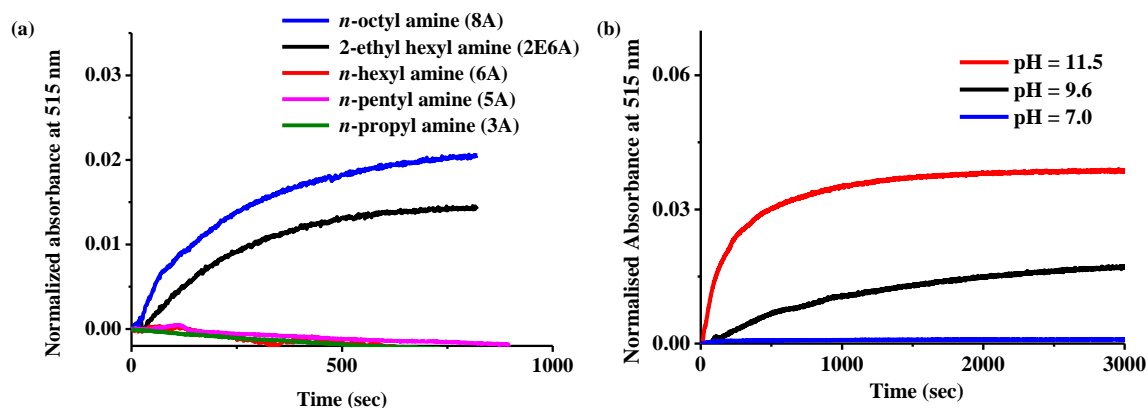 (a)
n-octyl amine (8A)
2-ethyl hexyl amine (2E6A)
n-hexyl amine (6A)
n-pentyl amine (5A)
n-propyl amine (3A)
Normalized absorbance at 515 nm
0.03
0.02
0.01
0.00
0
500
1000
Time (sec)
(b)
pH = 11.5
pH = 9.6
pH = 7.0
Normalised Absorbance at 515 nm
0.06
0.03
0.00
0
1000
2000
3000
Time (sec)